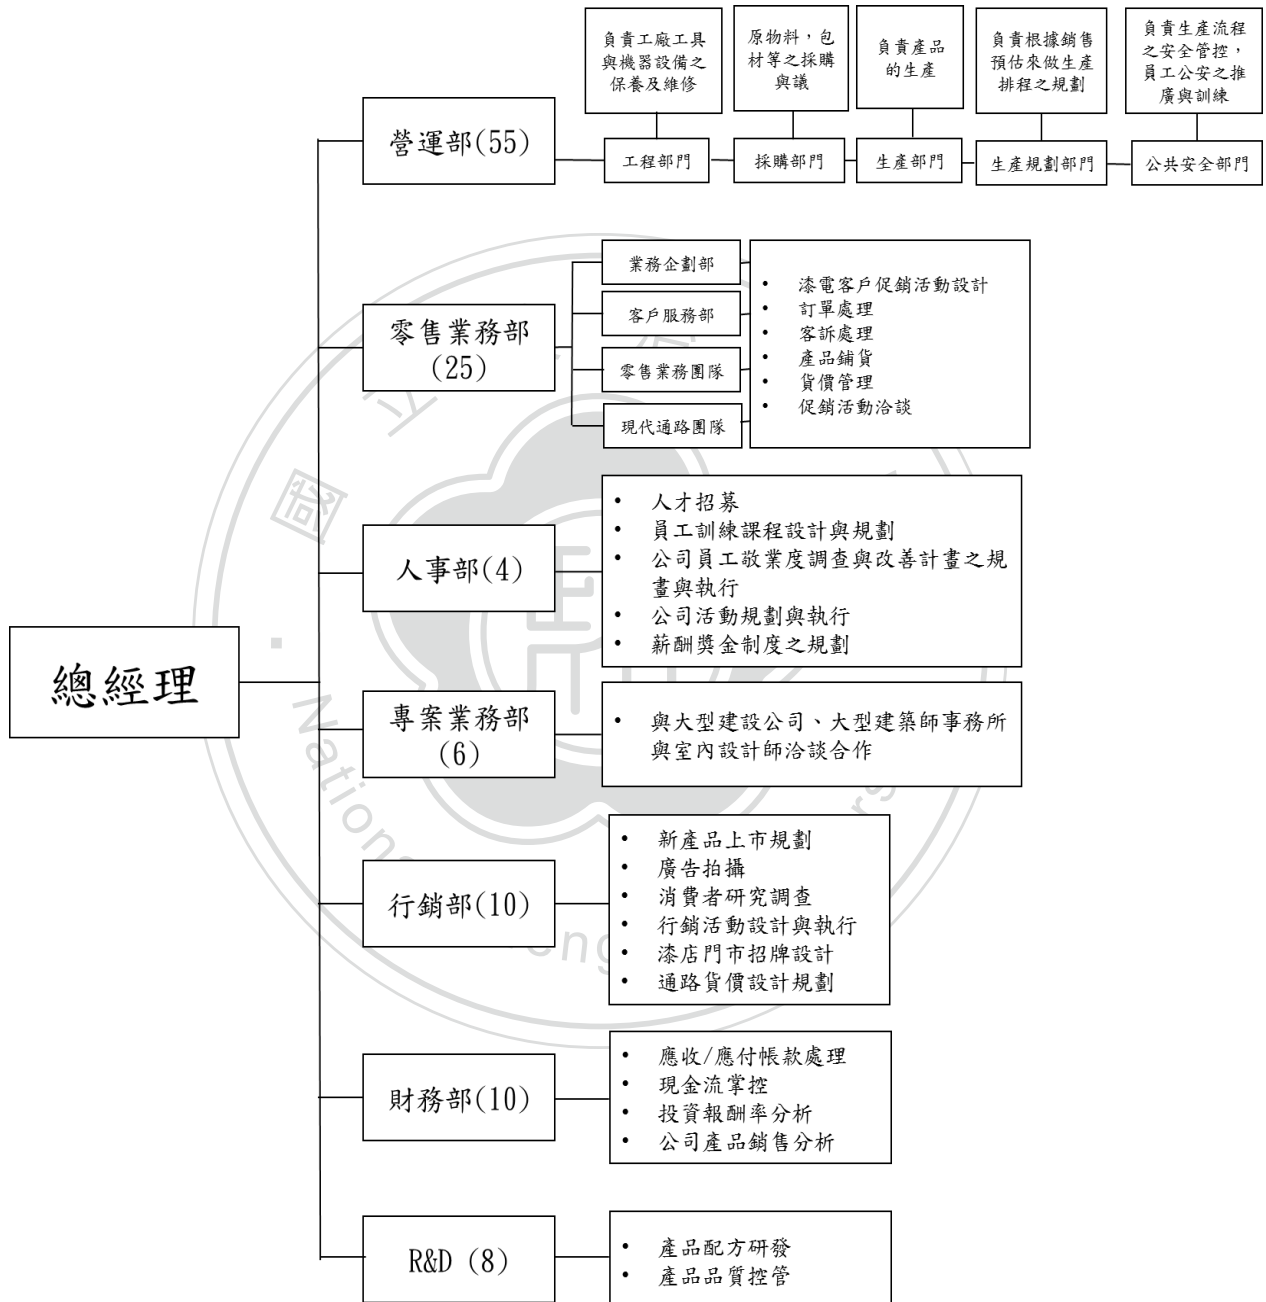 負責工廠工具
與機器設備之
保養及維修
原物料，包
材等之採購
與議
負責產品
的生產
負責根據銷售
預估來做生產
排程之規劃
負責生產流程
之安全管控，
員工公安之推
廣與訓練
營運部(55)
工程部門
採購部門
生產部門
生產規劃部門
公共安全部門
零售業務部
(25)
業務企劃部
客戶服務部
零售業務團隊
現代通路團隊
• 漆電客戶促銷活動設計
• 訂單處理
• 客訴處理
• 產品鋪貨
• 貨價管理
• 促銷活動洽談
人事部(4)
• 人才招募
• 員工訓練課程設計與規劃
• 公司員工敬業度調查與改善計畫之規
畫與執行
• 公司活動規劃與執行
• 薪酬獎金制度之規劃
總經理
專案業務部
(6)
• 與大型建設公司、大型建築師事務所
與室內設計師洽談合作
行銷部(10)
• 新產品上市規劃
• 廣告拍攝
• 消費者研究調查
• 行銷活動設計與執行
• 漆店門市招牌設計
• 通路貨價設計規劃
財務部(10)
• 應收/應付帳款處理
• 現金流掌控
• 投資報酬率分析
• 公司產品銷售分析
R&D (8)
• 產品配方研發
• 產品品質控管
國立